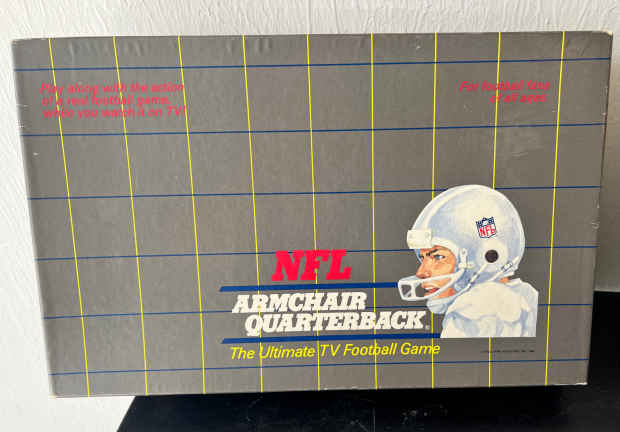 Play along with the action
of a real football game,
when you watch it on TV!
For football fans
of all ages.
NFL
NFL
ARMCHAIR
QUARTERBACK®
The Ultimate TV Football Game